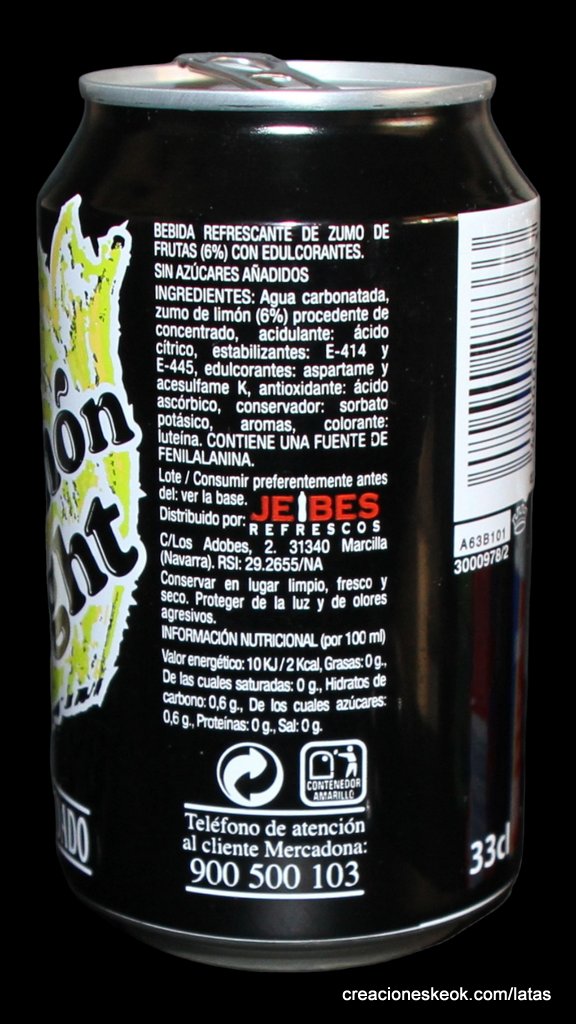 BEBIDA REFRESCANTE DE ZUMO DE
FRUTAS (6%) CON EDULCORANTES.
SIN AZÚCARES AÑADIDOS
INGREDIENTES: Agua carbonatada,
zumo de limón (6%) procedente de
concentrado, acidulante: ácido
cítrico, estabilizantes: E-414 y
E-445, edulcorantes: aspartame y
acesulfame K, antioxidante: ácido
ascórbico, conservador: sorbato
potásico, aromas, colorante:
luteína. CONTIENE UNA FUENTE DE
FENILALANINA.
Lote / Consumir preferentemente antes
del: ver la base.
Distribuido por: JEIBES
REFRESCOS
C/Los Adobes, 2. 31340 Marcilla
(Navarra). RSI: 29.2655/NA
Conservar en lugar limpio, fresco y
seco. Proteger de la luz y de olores
agresivos.
INFORMACIÓN NUTRICIONAL (por 100 ml)
Valor energético: 10 KJ / 2 Kcal, Grasas: 0 g.,
De las cuales saturadas: 0 g., Hidratos de
carbono: 0,6 g., De los cuales azúcares:
0,6 g., Proteínas: 0 g., Sal: 0 g.
CONTENEDOR
AMARILLO
Teléfono de atención
al cliente Mercadona:
900 500 103
ón
ght
ADO
A63B101
3000978/2
33cl
creacioneskeok.com/latas